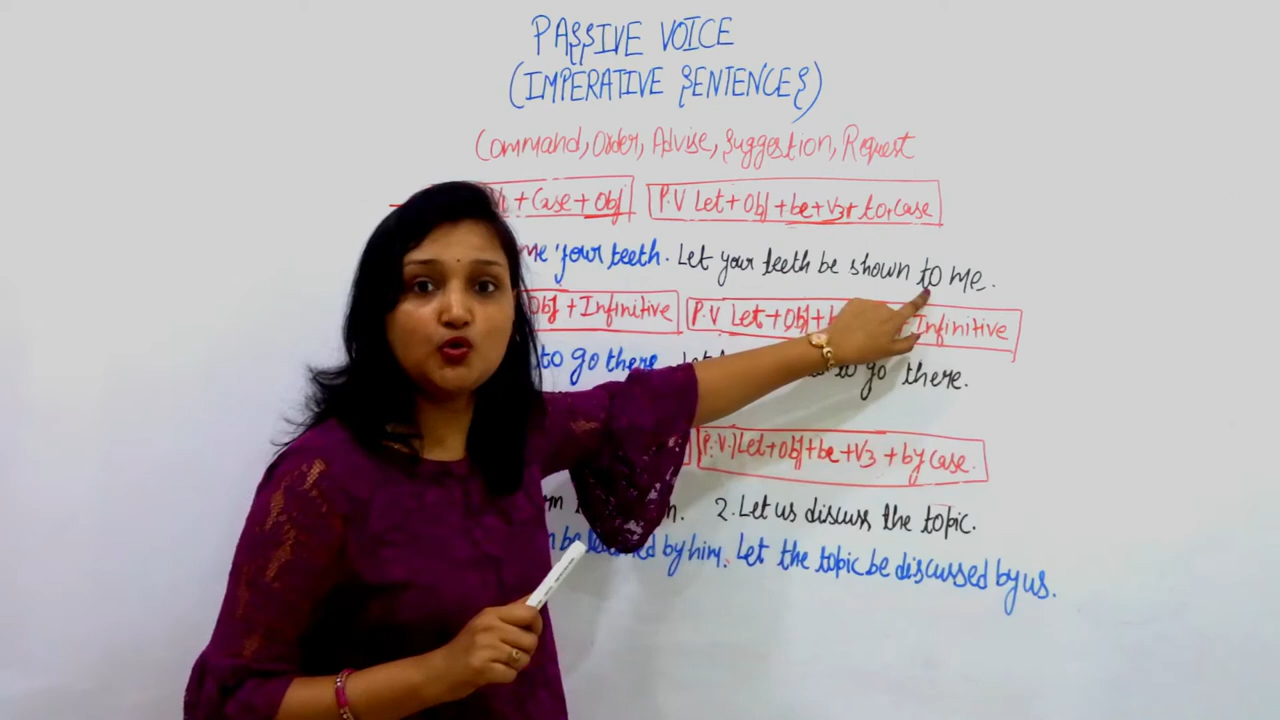 PASSIVE VOICE
(IMPERATIVE SENTENCES)
Command, Order, Advise, Suggestion, Request
+ Case + Obj P.V Let + Obj + be + V3 + to, case
me your teeth. Let your teeth be shown to me.
Obj + Infinitive P.V Let + Obj + Infinitive
to go there. to go there.
P.V.) Let + Obj + be + V3 + by case.
2. Let us discuss the topic.
by him. Let the topic be discussed by us.